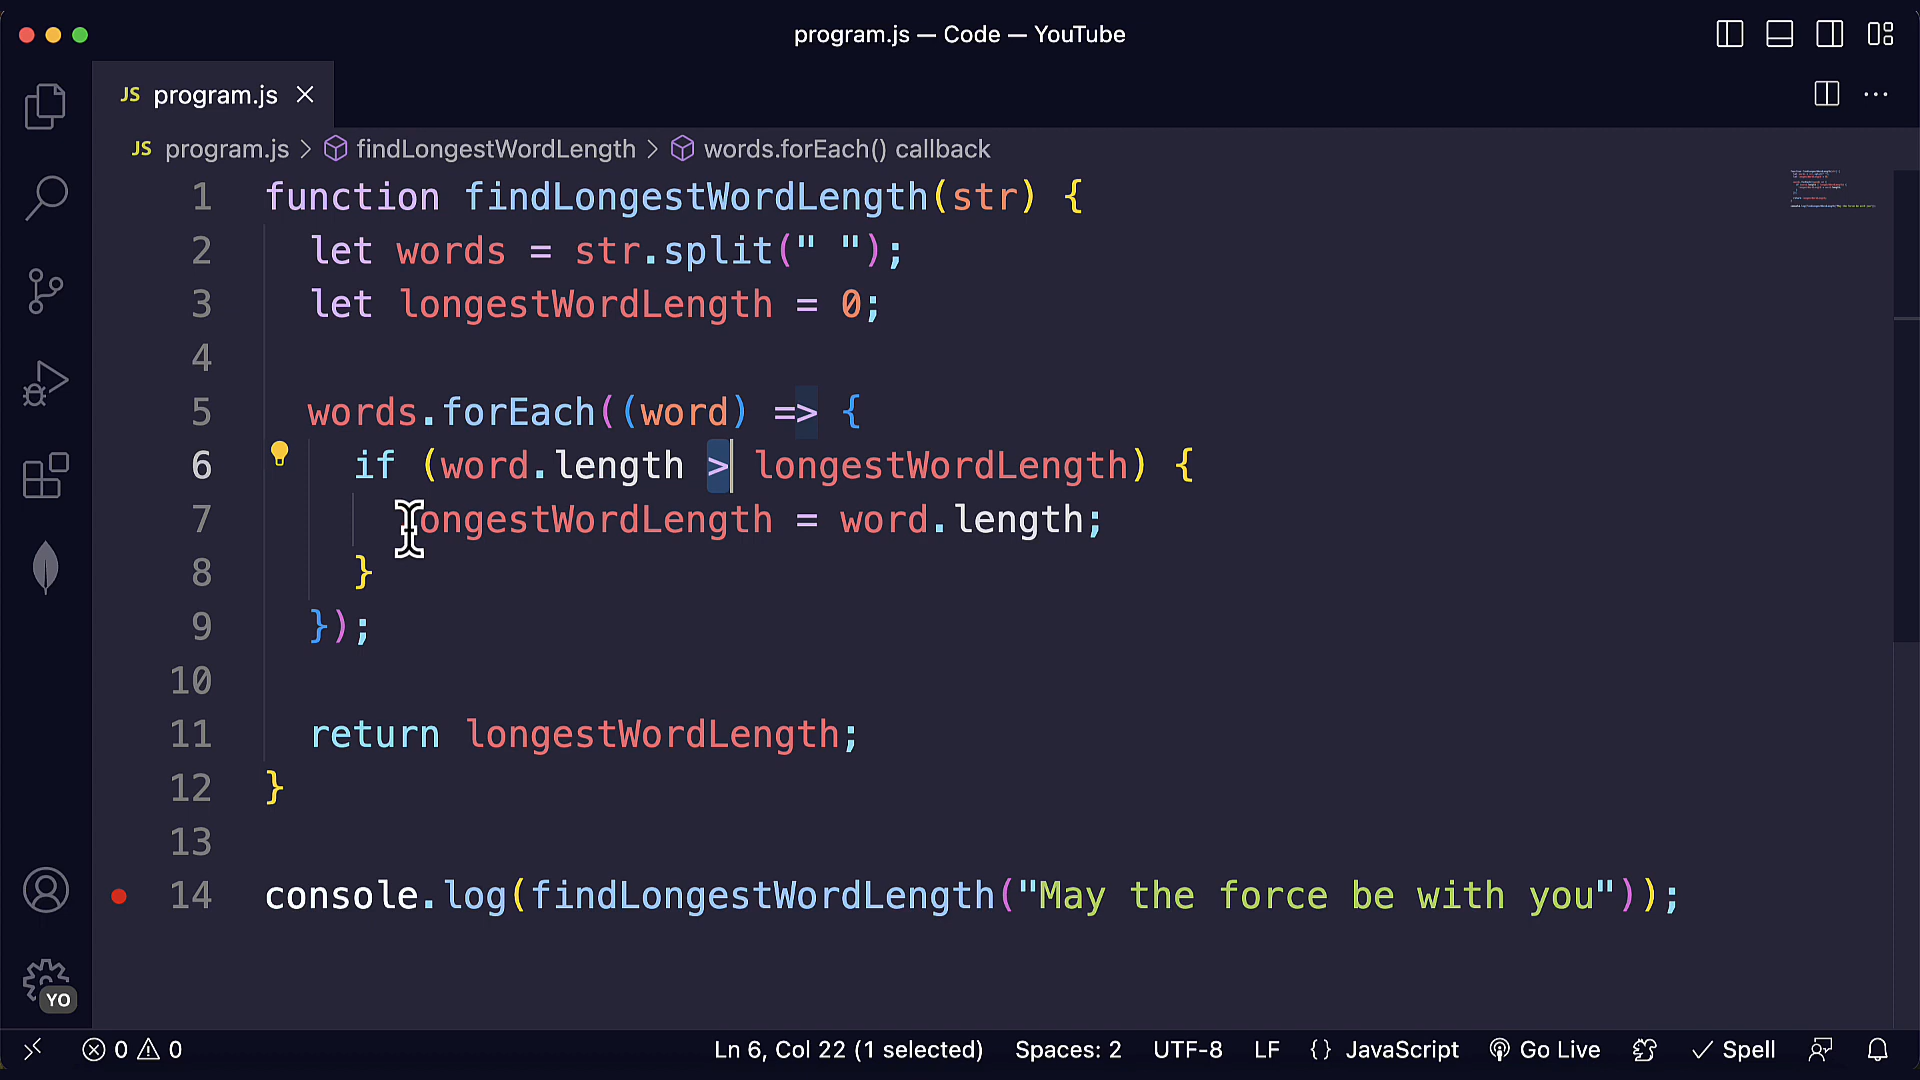 program.js — Code — YouTube
JS program.js
JS program.js > findLongestWordLength > words.forEach() callback
1 function findLongestWordLength(str) {
2 let words = str.split(" ");
3 let longestWordLength = 0;
4
5 words.forEach((word) => {
6 if (word.length > longestWordLength) {
7 longestWordLength = word.length;
8 }
9 });
10
11 return longestWordLength;
12 }
13
14 console.log(findLongestWordLength("May the force be with you"));
YO
0 0 Ln 6, Col 22 (1 selected) Spaces: 2 UTF-8 LF {} JavaScript Go Live Spell